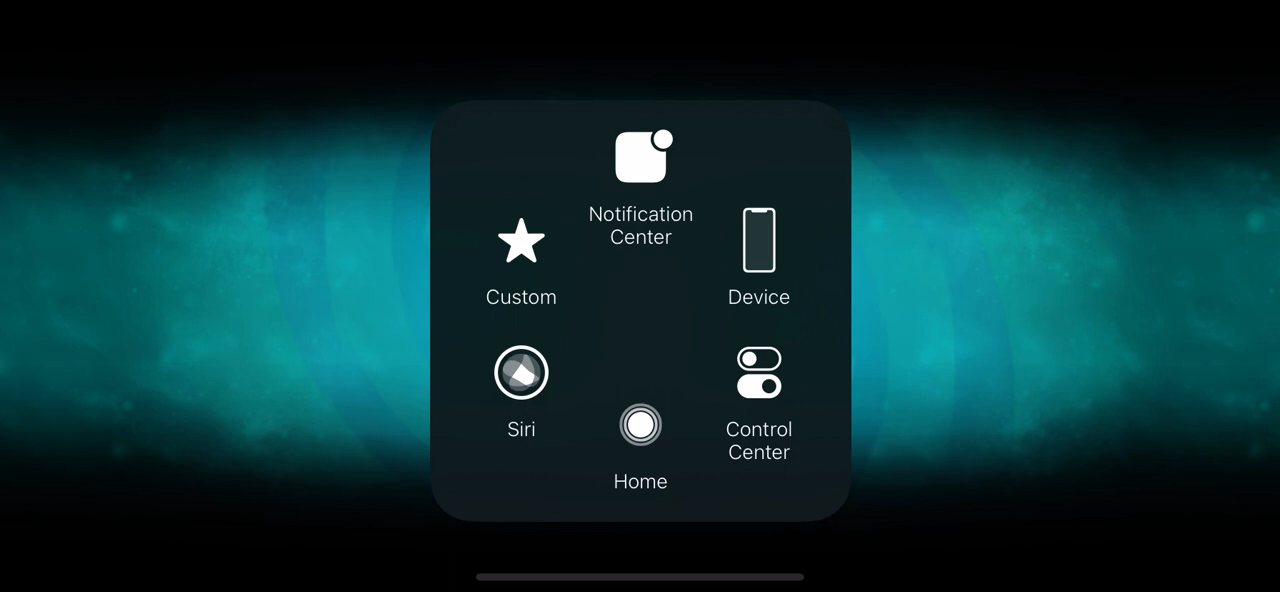 Notification
Center
Custom
Device
Siri
Control
Center
Home